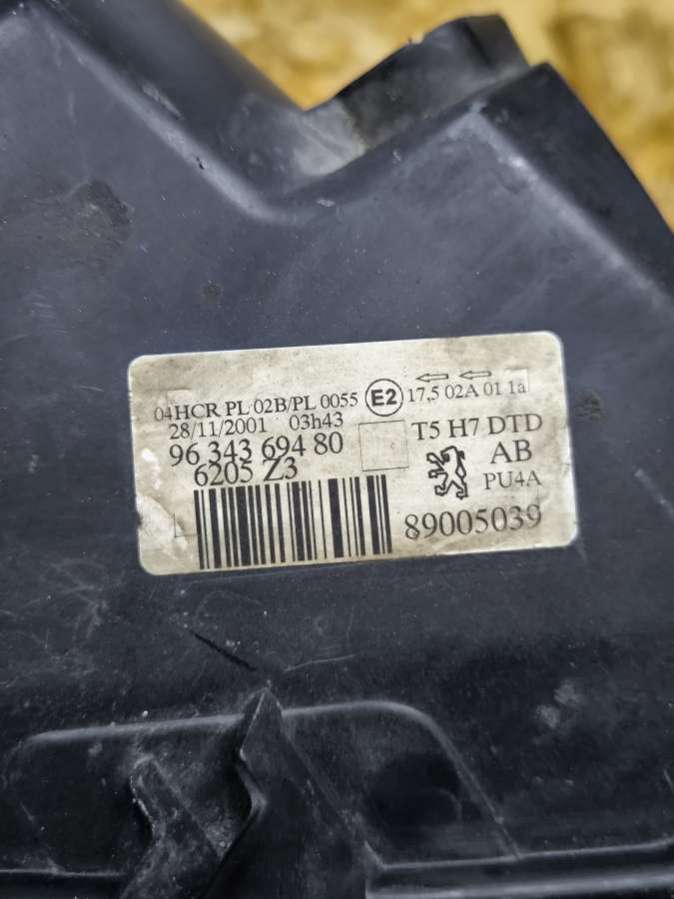 04HCR PL 02B/PL 0055 E2 17,5 02A 01 1a
28/11/2001 03h43
96 343 694 80
6205 Z3
T5 H7 DTD
AB
PU4A
89005039